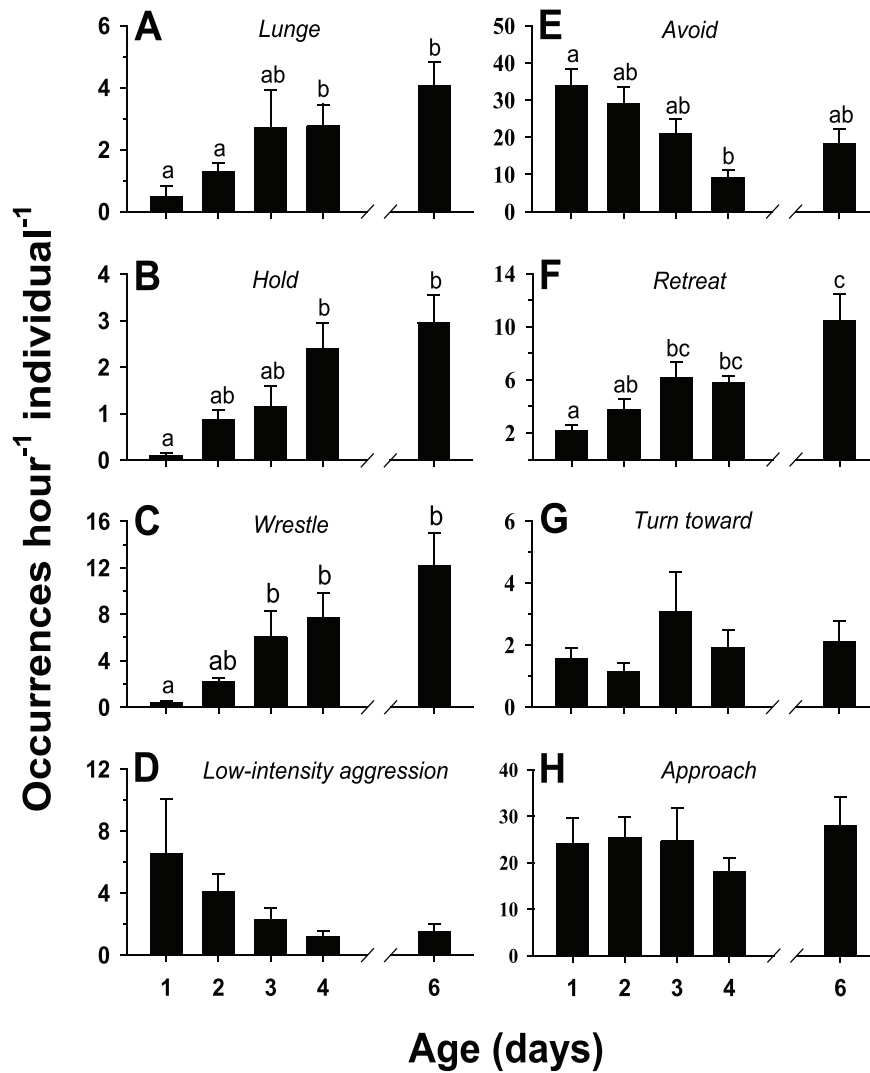 Occurrences hour-1 individual-1
A Lunge
6
4
2
0
a
a
ab
b
b
B Hold
4
3
2
1
0
a
ab
ab
b
b
C Wrestle
16
12
8
4
0
a
ab
b
b
b
D Low-intensity aggression
12
8
4
0
1 2 3 4 6
E Avoid
50
40
30
20
10
0
a
ab
ab
b
ab
F Retreat
14
10
6
2
a
ab
bc
bc
c
G Turn toward
6
4
2
0
H Approach
40
30
20
10
0
1 2 3 4 6
Age (days)